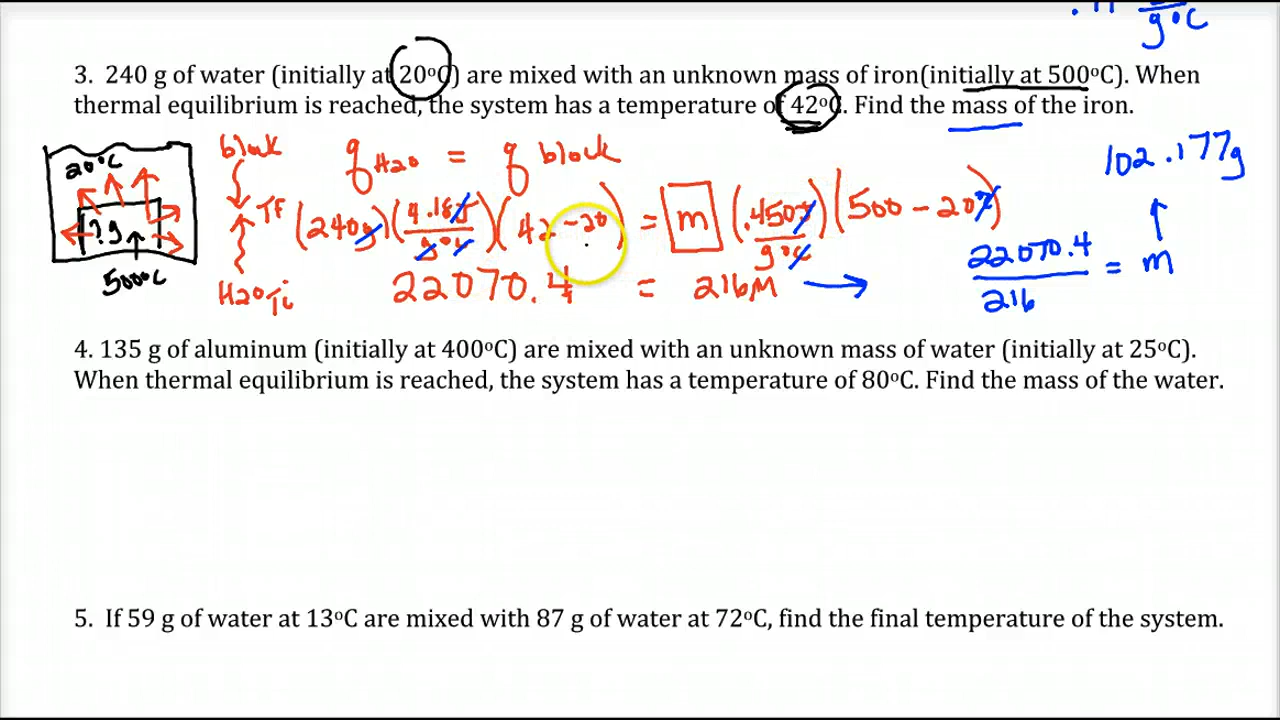 g°C
3. 240 g of water (initially at 20°C) are mixed with an unknown mass of iron(initially at 500°C). When
thermal equilibrium is reached, the system has a temperature of 42°C. Find the mass of the iron.
20°C
?g
500°C
block
TF
H2O Ti
qH20 = q block
(240g)(4.18J/g°C)(42-20) = m (.450J/g°C)(500-20%)
22070.4 = 216M → 22070.4/216 = m
102.177g
4. 135 g of aluminum (initially at 400°C) are mixed with an unknown mass of water (initially at 25°C).
When thermal equilibrium is reached, the system has a temperature of 80°C. Find the mass of the water.
5. If 59 g of water at 13°C are mixed with 87 g of water at 72°C, find the final temperature of the system.